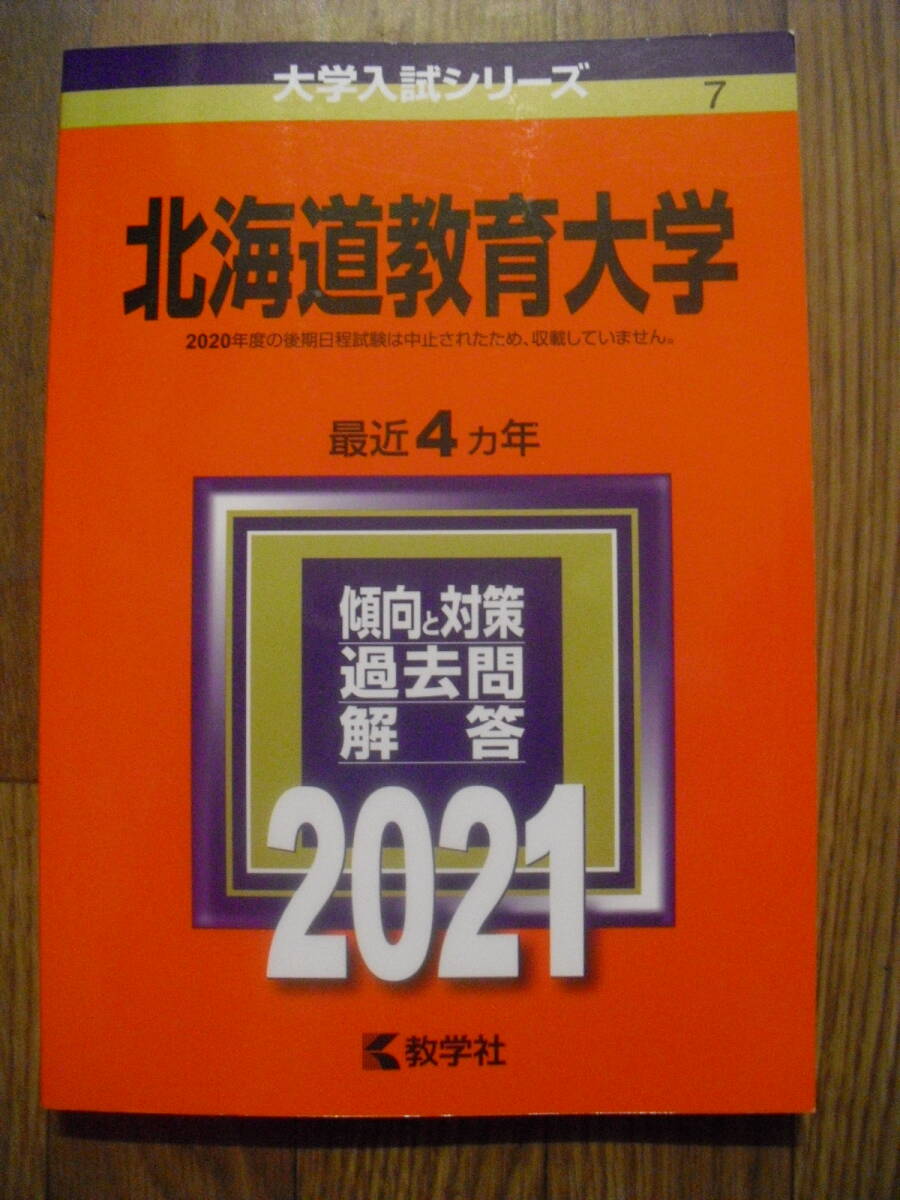 大学入試シリーズ
7
北海道教育大学
2020年度の後期日程試験は中止されたため、収載していません。
最近4カ年
傾向と対策
過去問
解答
2021
教学社